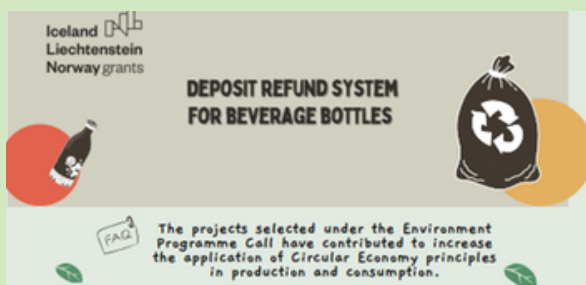 Iceland
Liechtenstein
Norway grants
DEPOSIT REFUND SYSTEM
FOR BEVERAGE BOTTLES
FAQ
The projects selected under the Environment
Programme Call have contributed to increase
the application of Circular Economy principles
in production and consumption.